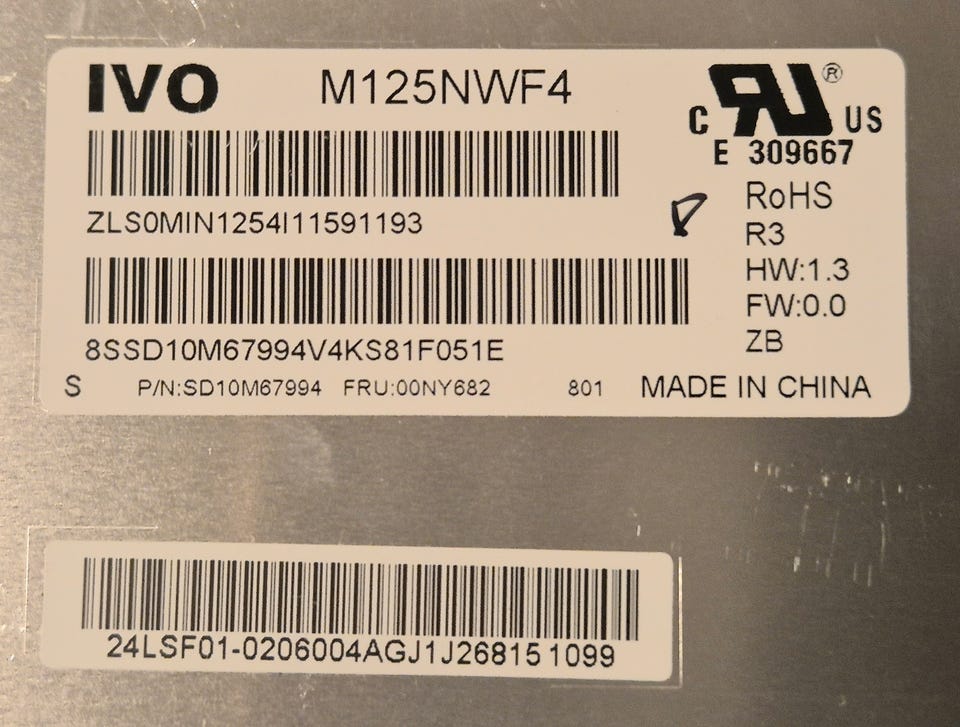 IVO M125NWF4
C RU ® US
E 309667
ZLS0MIN1254I11591193
RoHS
R3
HW:1.3
FW:0.0
ZB
8SSD10M67994V4KS81F051E
S P/N:SD10M67994 FRU:00NY682 801 MADE IN CHINA
24LSF01-0206004AGJ1J268151099